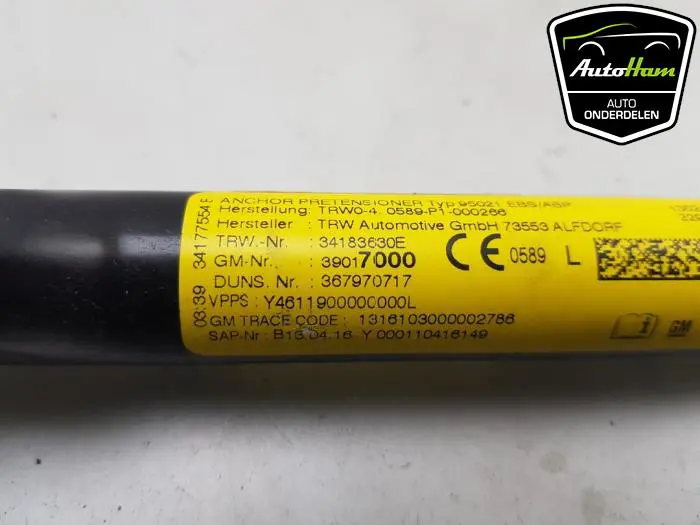 AutoHam
AUTO
ONDERDELEN
ANCHOR PRETENSIONER Typ 95021 EBS/ASP
Herstellung: TRW0-4. 0589-P1-000266
Hersteller : TRW Automotive GmbH 73553 ALFDORF
TRW.-Nr. : 34183630E
GM-Nr. : 39017000
CE 0589 L
DUNS. Nr. : 367970717
VPPS : Y4611900000000L
GM TRACE CODE : 1316103000002786
SAP-Nr : B13.04.16 Y 000110416149
03:39 34177554E
GM